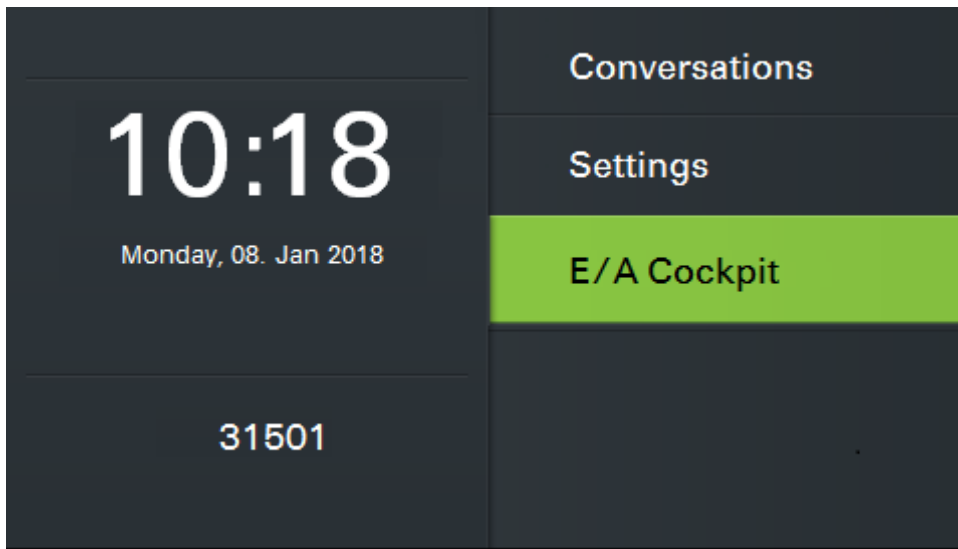 10:18
Monday, 08. Jan 2018
31501
Conversations
Settings
E/A Cockpit